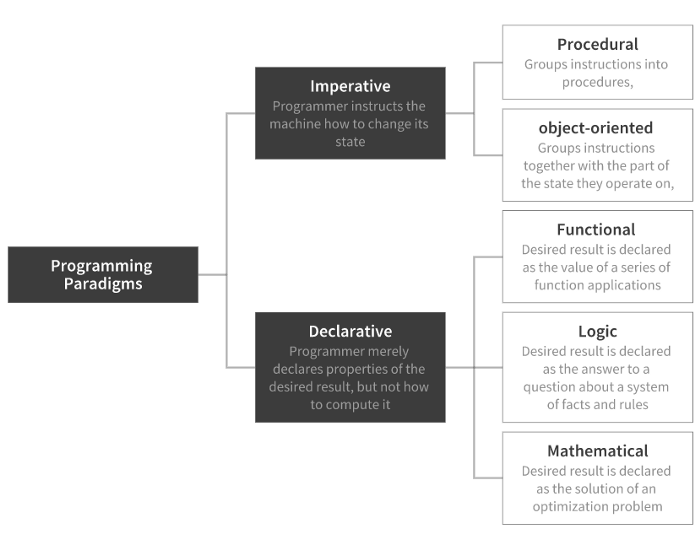 Programming
Paradigms
Imperative
Programmer instructs the
machine how to change its
state
Procedural
Groups instructions into
procedures,
object-oriented
Groups instructions
together with the part of
the state they operate on,
Declarative
Programmer merely
declares properties of the
desired result, but not how
to compute it
Functional
Desired result is declared
as the value of a series of
function applications
Logic
Desired result is declared
as the answer to a
question about a system
of facts and rules
Mathematical
Desired result is declared
as the solution of an
optimization problem